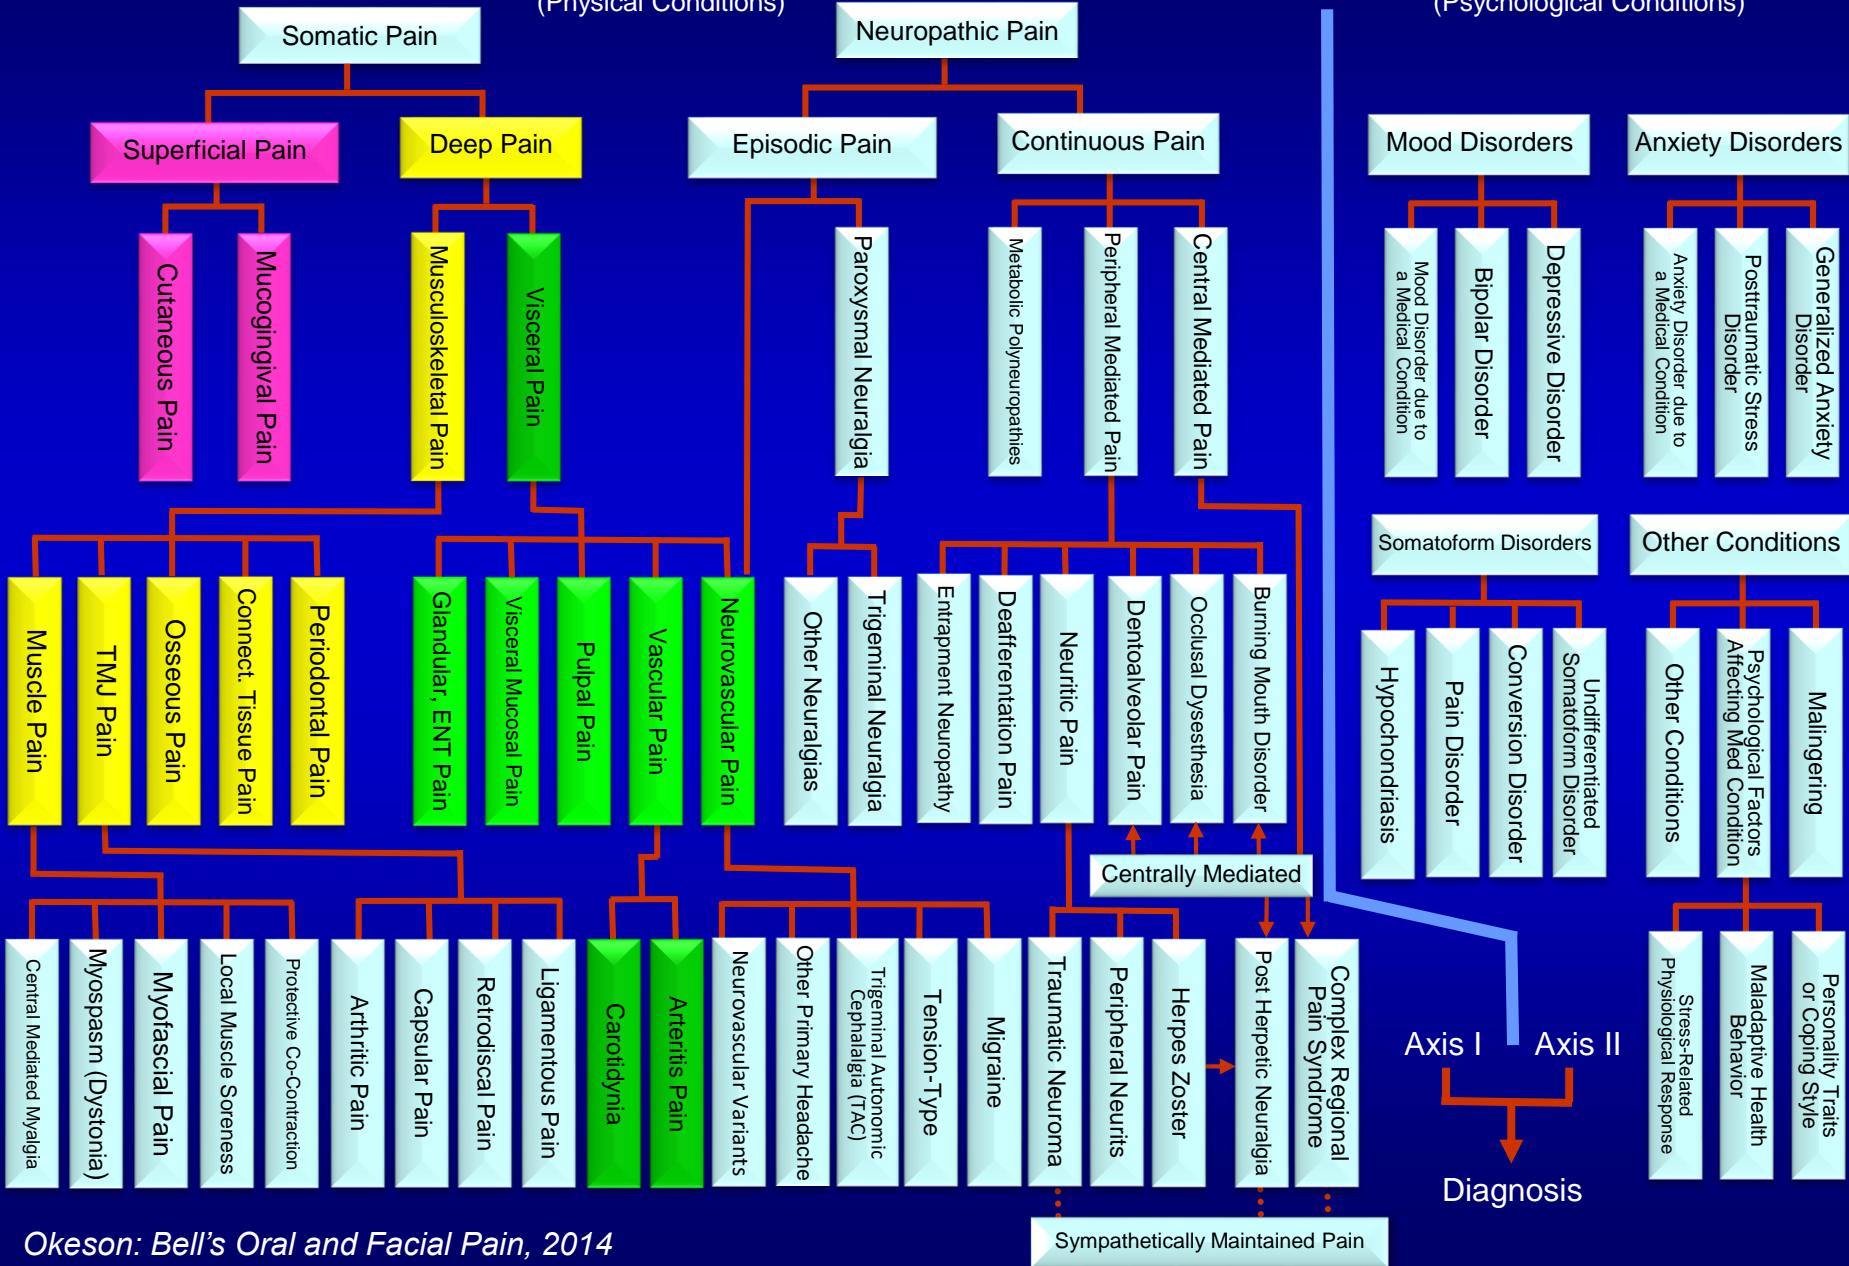 (Physical Conditions)
(Psychological Conditions)
Somatic Pain
Neuropathic Pain
Superficial Pain
Deep Pain
Episodic Pain
Continuous Pain
Mood Disorders
Anxiety Disorders
Cutaneous Pain
Mucogingival Pain
Musculoskeletal Pain
Visceral Pain
Paroxysmal Neuralgia
Metabolic Polyneuropathies
Peripheral Mediated Pain
Central Mediated Pain
Mood Disorder due to
a Medical Condition
Bipolar Disorder
Depressive Disorder
Anxiety Disorder due to
a Medical Condition
Posttraumatic Stress
Disorder
Generalized Anxiety
Disorder
Somatoform Disorders
Other Conditions
Muscle Pain
TMJ Pain
Osseous Pain
Connect. Tissue Pain
Periodontal Pain
Glandular, ENT Pain
Visceral Mucosal Pain
Pulpal Pain
Vascular Pain
Neurovascular Pain
Other Neuralgias
Trigeminal Neuralgia
Entrapment Neuropathy
Deafferentation Pain
Neuritic Pain
Dentoalveolar Pain
Occlusal Dysesthesia
Burning Mouth Disorder
Hypochondriasis
Pain Disorder
Conversion Disorder
Undifferentiated
Somatoform Disorder
Other Conditions
Psychological Factors
Affecting Med Condition
Malingering
Centrally Mediated
Central Mediated Myalgia
Myospasm (Dystonia)
Myofascial Pain
Local Muscle Soreness
Protective Co-Contraction
Arthritic Pain
Capsular Pain
Retrodiscal Pain
Ligamentous Pain
Carotidynia
Arteritis Pain
Neurovascular Variants
Other Primary Headache
Trigeminal Autonomic
Cephalalgia (TAC)
Tension-Type
Migraine
Traumatic Neuroma
Peripheral Neurits
Herpes Zoster
Post Herpetic Neuralgia
Complex Regional
Pain Syndrome
Stress-Related
Physiological Response
Maladaptive Health
Behavior
Personality Traits
or Coping Style
Axis I
Axis II
Diagnosis
Sympathetically Maintained Pain
Okeson: Bell's Oral and Facial Pain, 2014